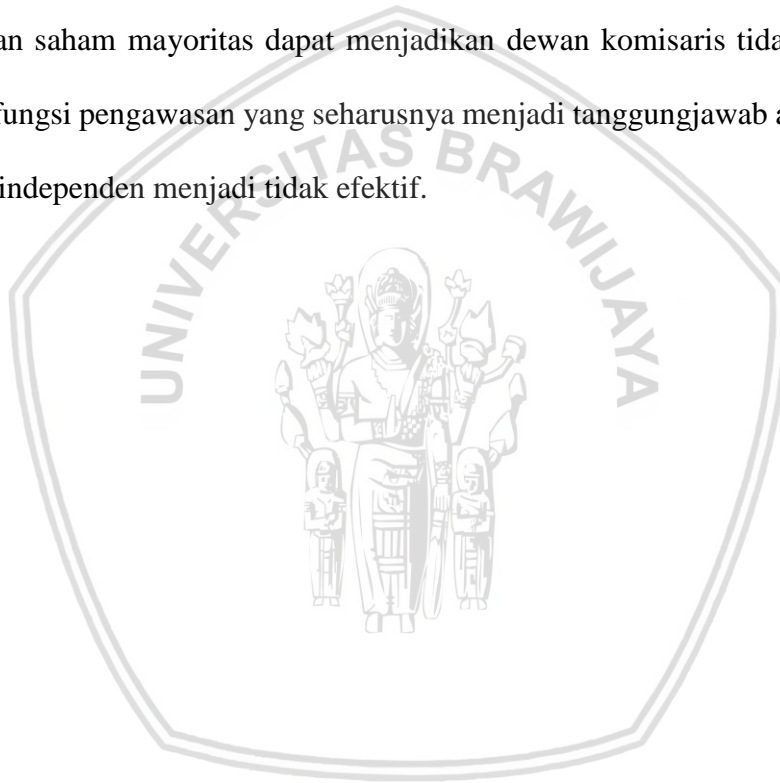 an saham mayoritas dapat menjadikan dewan komisaris tida
fungsi pengawasan yang seharusnya menjadi tanggungjawab a
independen menjadi tidak efektif.
UNIVERSITAS BRAWIJAYA